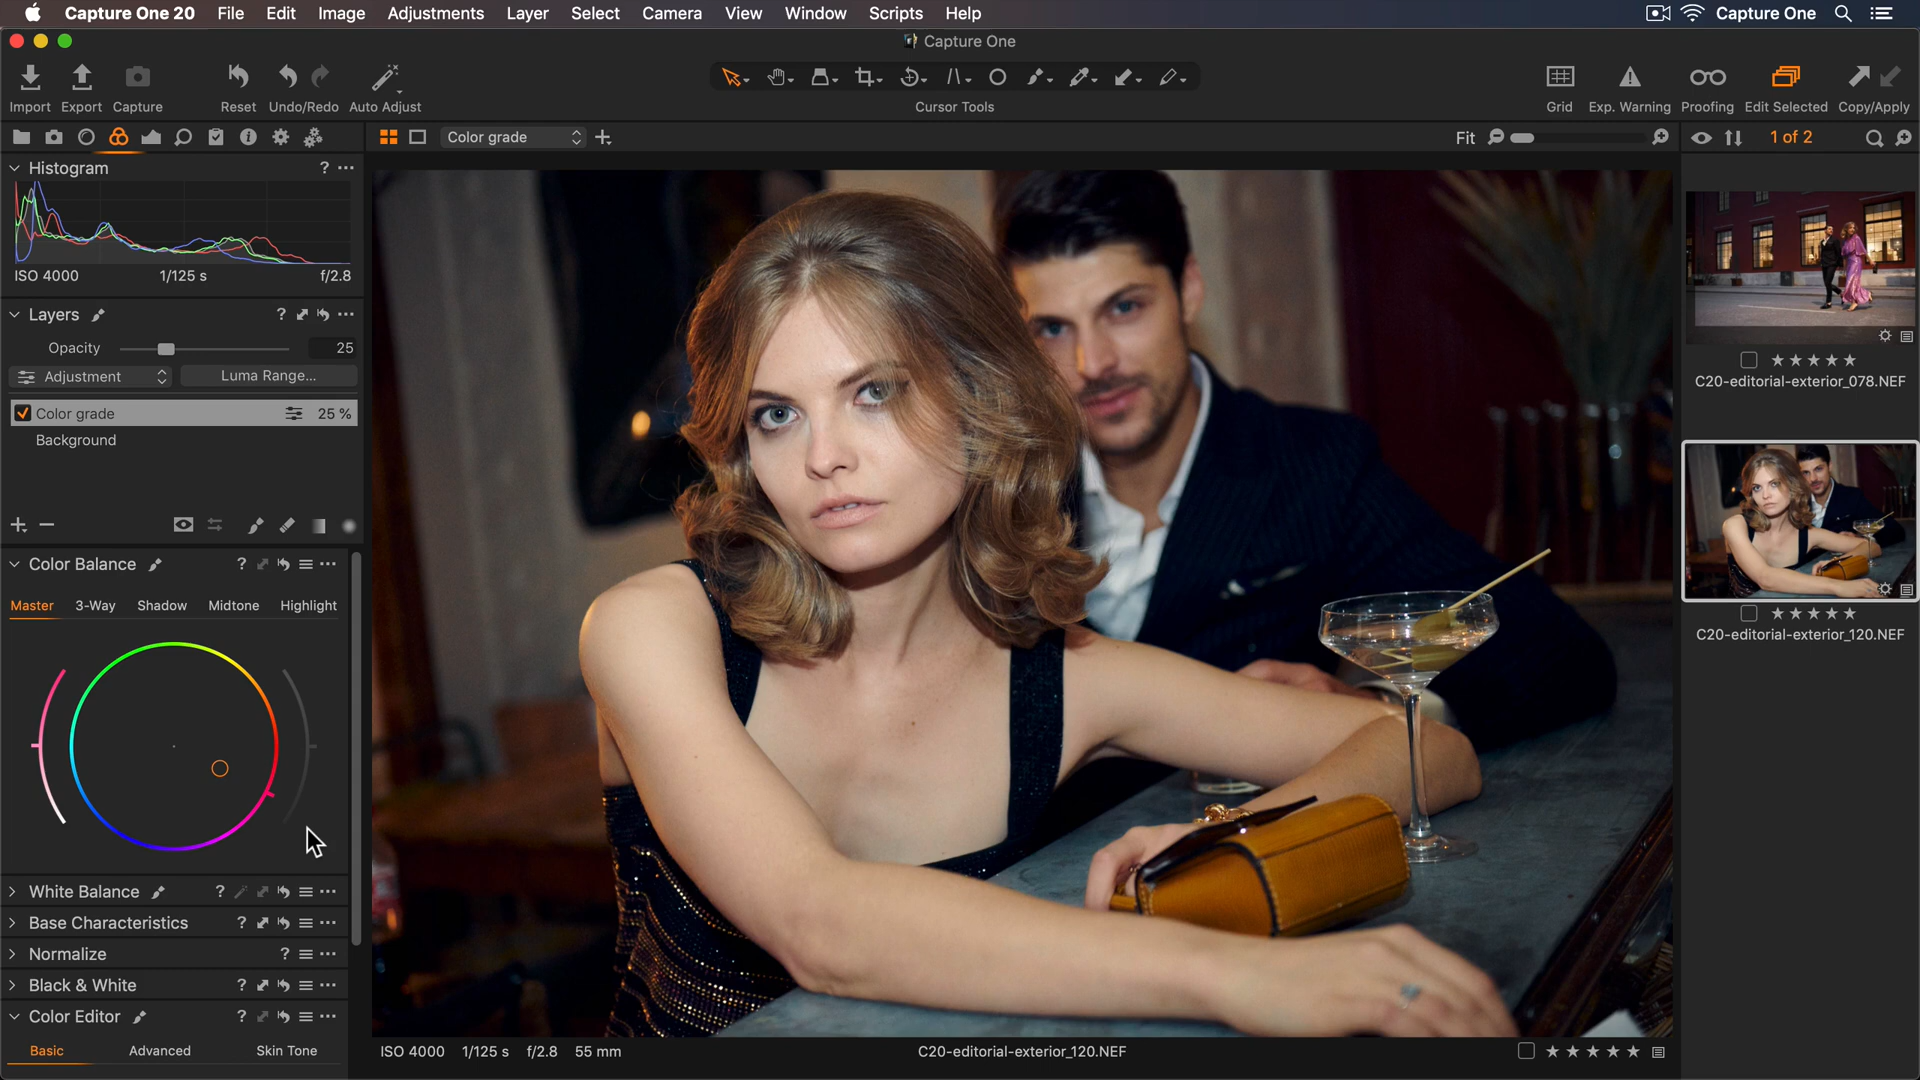 Capture One 20 File Edit Image Adjustments Layer Select Camera View Window Scripts Help Capture One
Capture One
Import Export Capture Reset Undo/Redo Auto Adjust Cursor Tools Grid Exp. Warning Proofing Edit Selected Copy/Apply
Color grade Fit 1 of 2
Histogram ?
ISO 4000 1/125 s f/2.8
Layers ?
Opacity 25
Adjustment Luma Range...
Color grade 25 %
Background
Color Balance ?
Master 3-Way Shadow Midtone Highlight
White Balance ?
Base Characteristics ?
Normalize ?
Black & White ?
Color Editor ?
Basic Advanced Skin Tone
ISO 4000 1/125 s f/2.8 55 mm C20-editorial-exterior_120.NEF
C20-editorial-exterior_078.NEF
C20-editorial-exterior_120.NEF